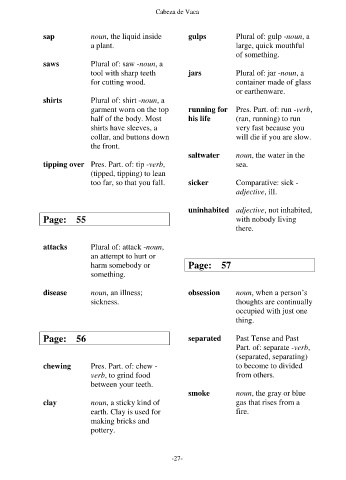 Cabeza de Vaca
sap noun, the liquid inside
a plant.
saws Plural of: saw -noun, a
tool with sharp teeth
for cutting wood.
shirts Plural of: shirt -noun, a
garment worn on the top
half of the body. Most
shirts have sleeves, a
collar, and buttons down
the front.
tipping over Pres. Part. of: tip -verb,
(tipped, tipping) to lean
too far, so that you fall.
Page: 55
attacks Plural of: attack -noun,
an attempt to hurt or
harm somebody or
something.
disease noun, an illness;
sickness.
Page: 56
chewing Pres. Part. of: chew -
verb, to grind food
between your teeth.
clay noun, a sticky kind of
earth. Clay is used for
making bricks and
pottery.
gulps Plural of: gulp -noun, a
large, quick mouthful
of something.
jars Plural of: jar -noun, a
container made of glass
or earthenware.
running for Pres. Part. of: run -verb,
his life (ran, running) to run
very fast because you
will die if you are slow.
saltwater noun, the water in the
sea.
sicker Comparative: sick -
adjective, ill.
uninhabited adjective, not inhabited,
with nobody living
there.
Page: 57
obsession noun, when a person's
thoughts are continually
occupied with just one
thing.
separated Past Tense and Past
Part. of: separate -verb,
(separated, separating)
to become to divided
from others.
smoke noun, the gray or blue
gas that rises from a
fire.
-27-